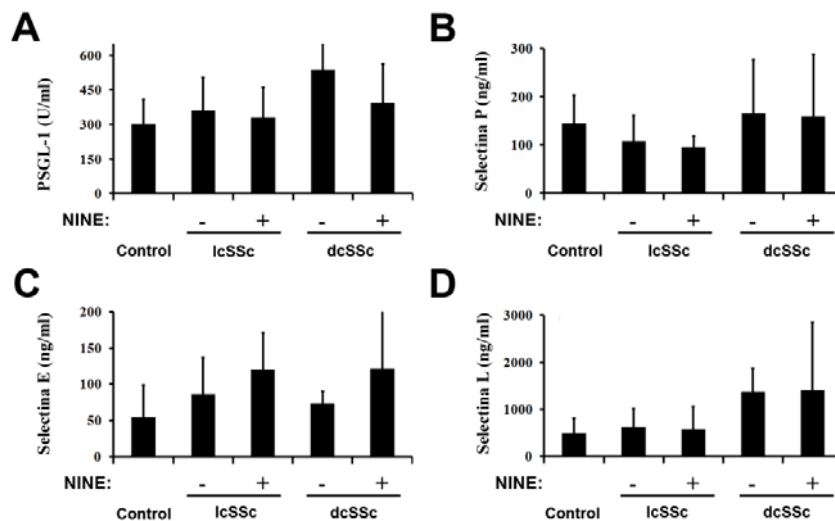 A
PSGL-1 (U/ml)
600
450
300
150
0
NINE: - + - +
Control lcSSc dcSSc
B
Selectina P (ng/ml)
300
200
100
0
NINE: - + - +
Control lcSSc dcSSc
C
Selectina E (ng/ml)
200
150
100
50
0
NINE: - + - +
Control lcSSc dcSSc
D
Selectina L (ng/ml)
3000
2000
1000
0
NINE: - + - +
Control lcSSc dcSSc